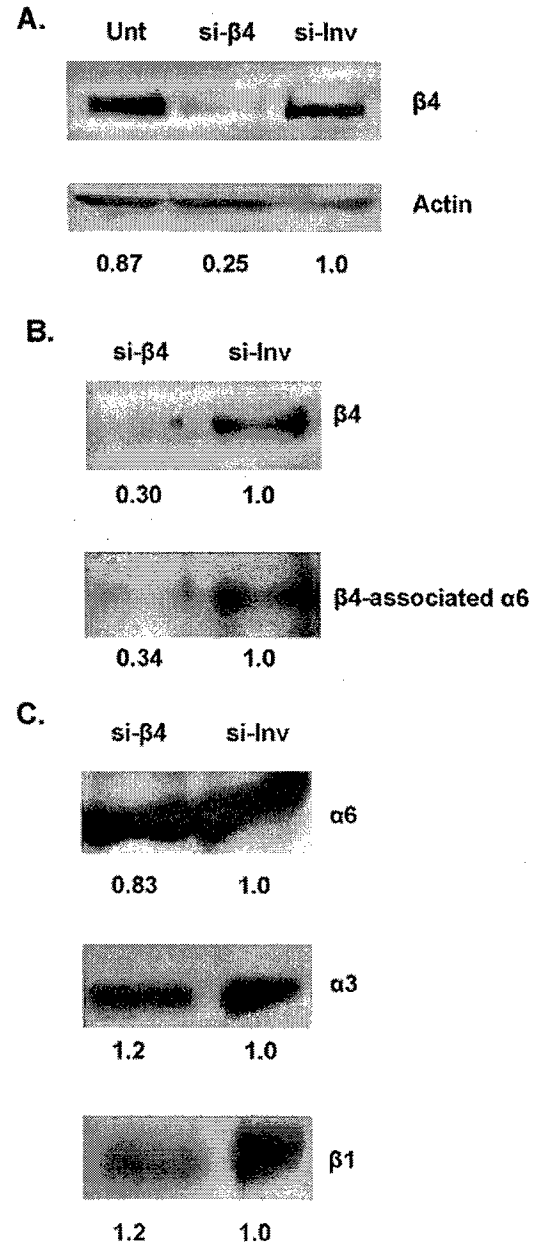 A.
Unt si-β4 si-Inv
β4
Actin
0.87 0.25 1.0
B.
si-β4 si-Inv
β4
0.30 1.0
β4-associated α6
0.34 1.0
C.
si-β4 si-Inv
α6
0.83 1.0
α3
1.2 1.0
β1
1.2 1.0